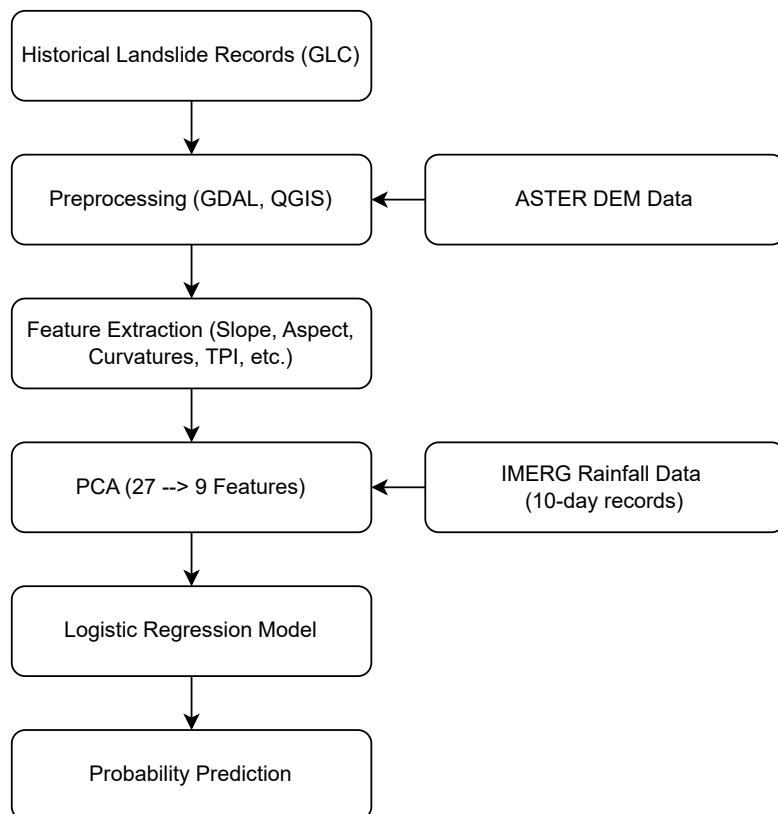 Historical Landslide Records (GLC)
Preprocessing (GDAL, QGIS)
ASTER DEM Data
Feature Extraction (Slope, Aspect,
Curvatures, TPI, etc.)
PCA (27 --> 9 Features)
IMERG Rainfall Data
(10-day records)
Logistic Regression Model
Probability Prediction